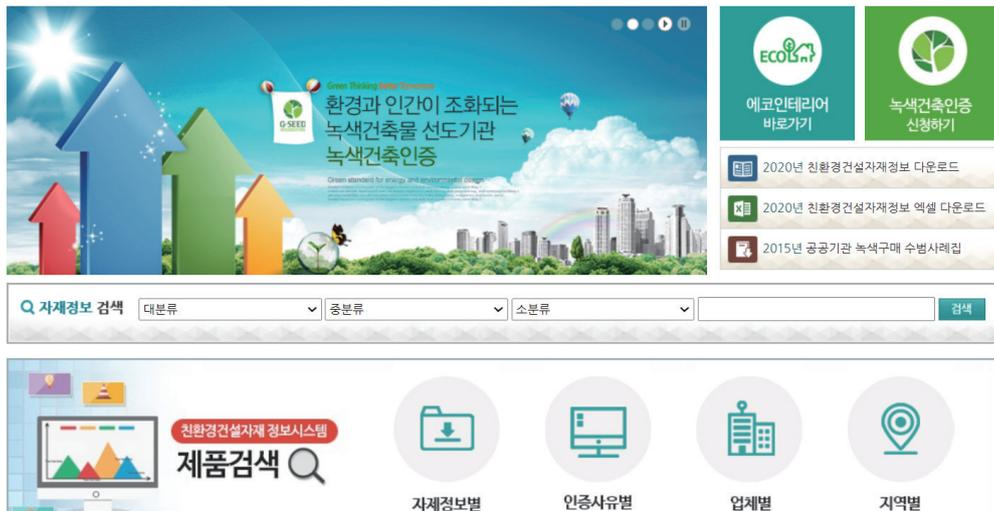 Green Thinking Better Tomorrow
환경과 인간이 조화되는
녹색건축물 선도기관
녹색건축인증
G-SEED
Green standard for energy and environmental design
ECO
에코인테리어
바로가기
녹색건축인증
신청하기
2020년 친환경건설자재정보 다운로드
2020년 친환경건설자재정보 엑셀 다운로드
2015년 공공기관 녹색구매 수범사례집
자재정보 검색 대분류 중분류 소분류 검색
친환경건설자재 정보시스템
제품검색
자재정보별 인증사유별 업체별 지역별